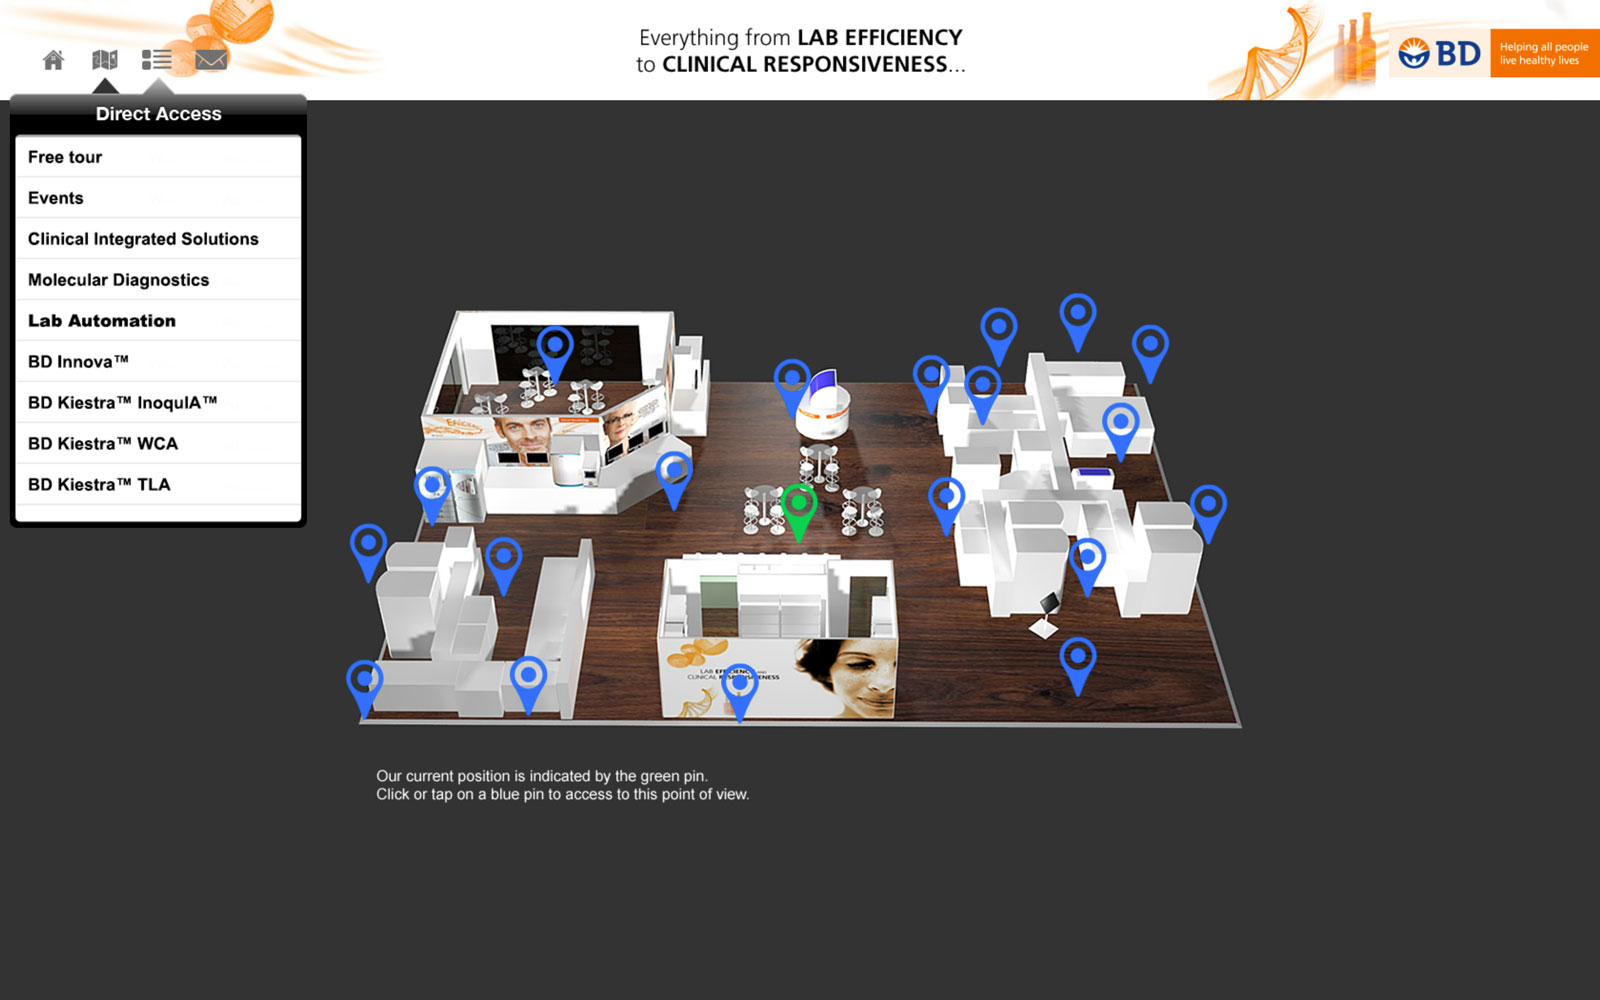 Everything from LAB EFFICIENCY
to CLINICAL RESPONSIVENESS...
BD
Helping all people
live healthy lives
Direct Access
Free tour
Events
Clinical Integrated Solutions
Molecular Diagnostics
Lab Automation
BD Innova™
BD Kiestra™ InoqulA™
BD Kiestra™ WCA
BD Kiestra™ TLA
LAB EFFICIENCY AND
CLINICAL RESPONSIVENESS
Our current position is indicated by the green pin.
Click or tap on a blue pin to access to this point of view.